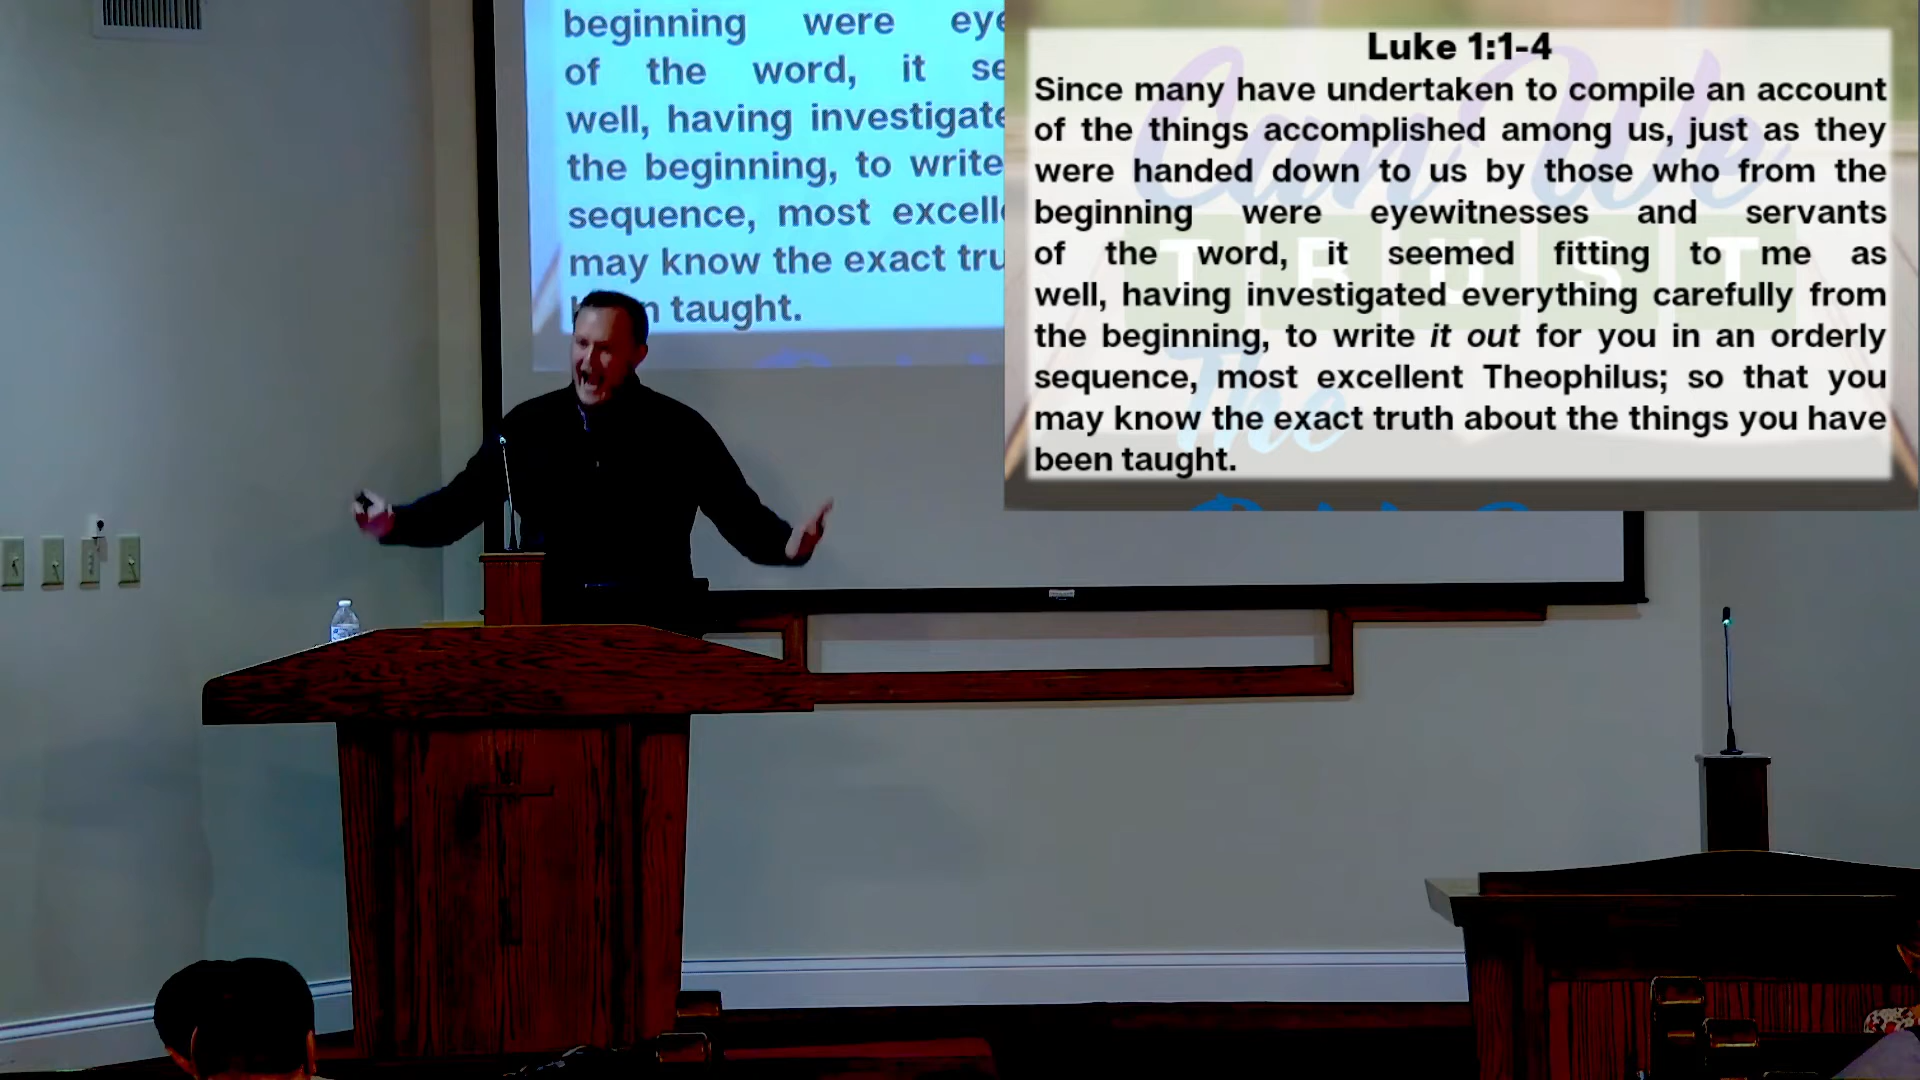 beginning were eye
of the word, it se
well, having investigate
the beginning, to write
sequence, most excelle
may know the exact tru
taught.
Luke 1:1-4
Since many have undertaken to compile an account
of the things accomplished among us, just as they
were handed down to us by those who from the
beginning were eyewitnesses and servants
of the word, it seemed fitting to me as
well, having investigated everything carefully from
the beginning, to write it out for you in an orderly
sequence, most excellent Theophilus; so that you
may know the exact truth about the things you have
been taught.
Can We
TRUST
The